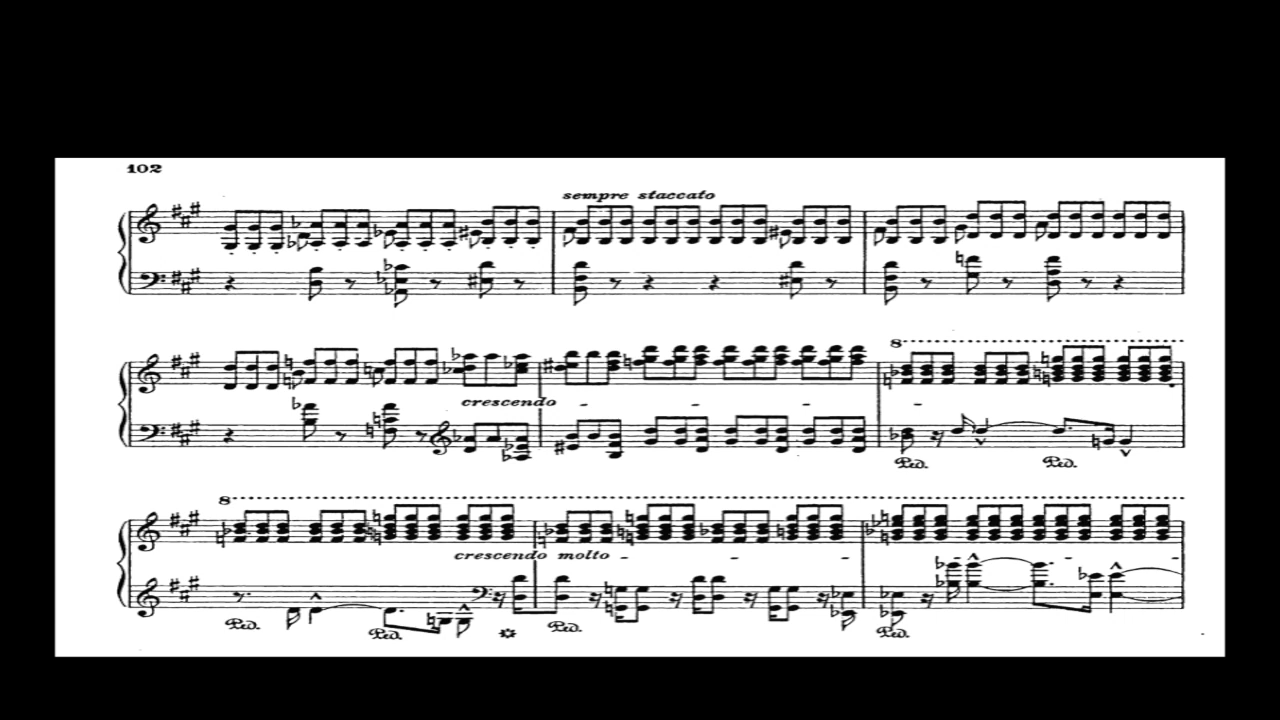 102
sempre staccato
crescendo
8
Ped. Ped.
8
crescendo molto
Ped. Ped. Ped. Ped.